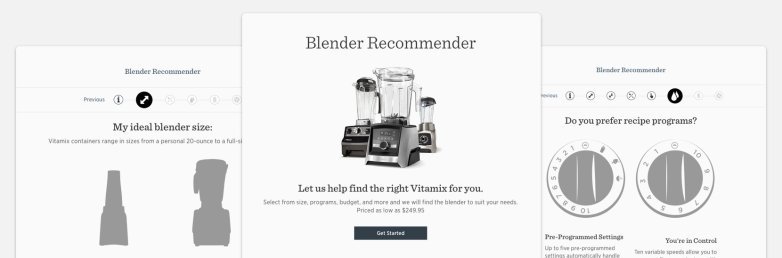 Blender Recommender
Previous
My ideal blender size:
Vitamix containers range in sizes from a personal 20-ounce to a full-si
Blender Recommender
Let us help find the right Vitamix for you.
Select from size, programs, budget, and more and we will find the blender to suit your needs.
Priced as low as $249.95
Get Started
Blender Recommender
evious
Do you prefer recipe programs?
Pre-Programmed Settings
Up to five pre-programmed
settings automatically handle
You're in Control
Ten variable speeds allow you to